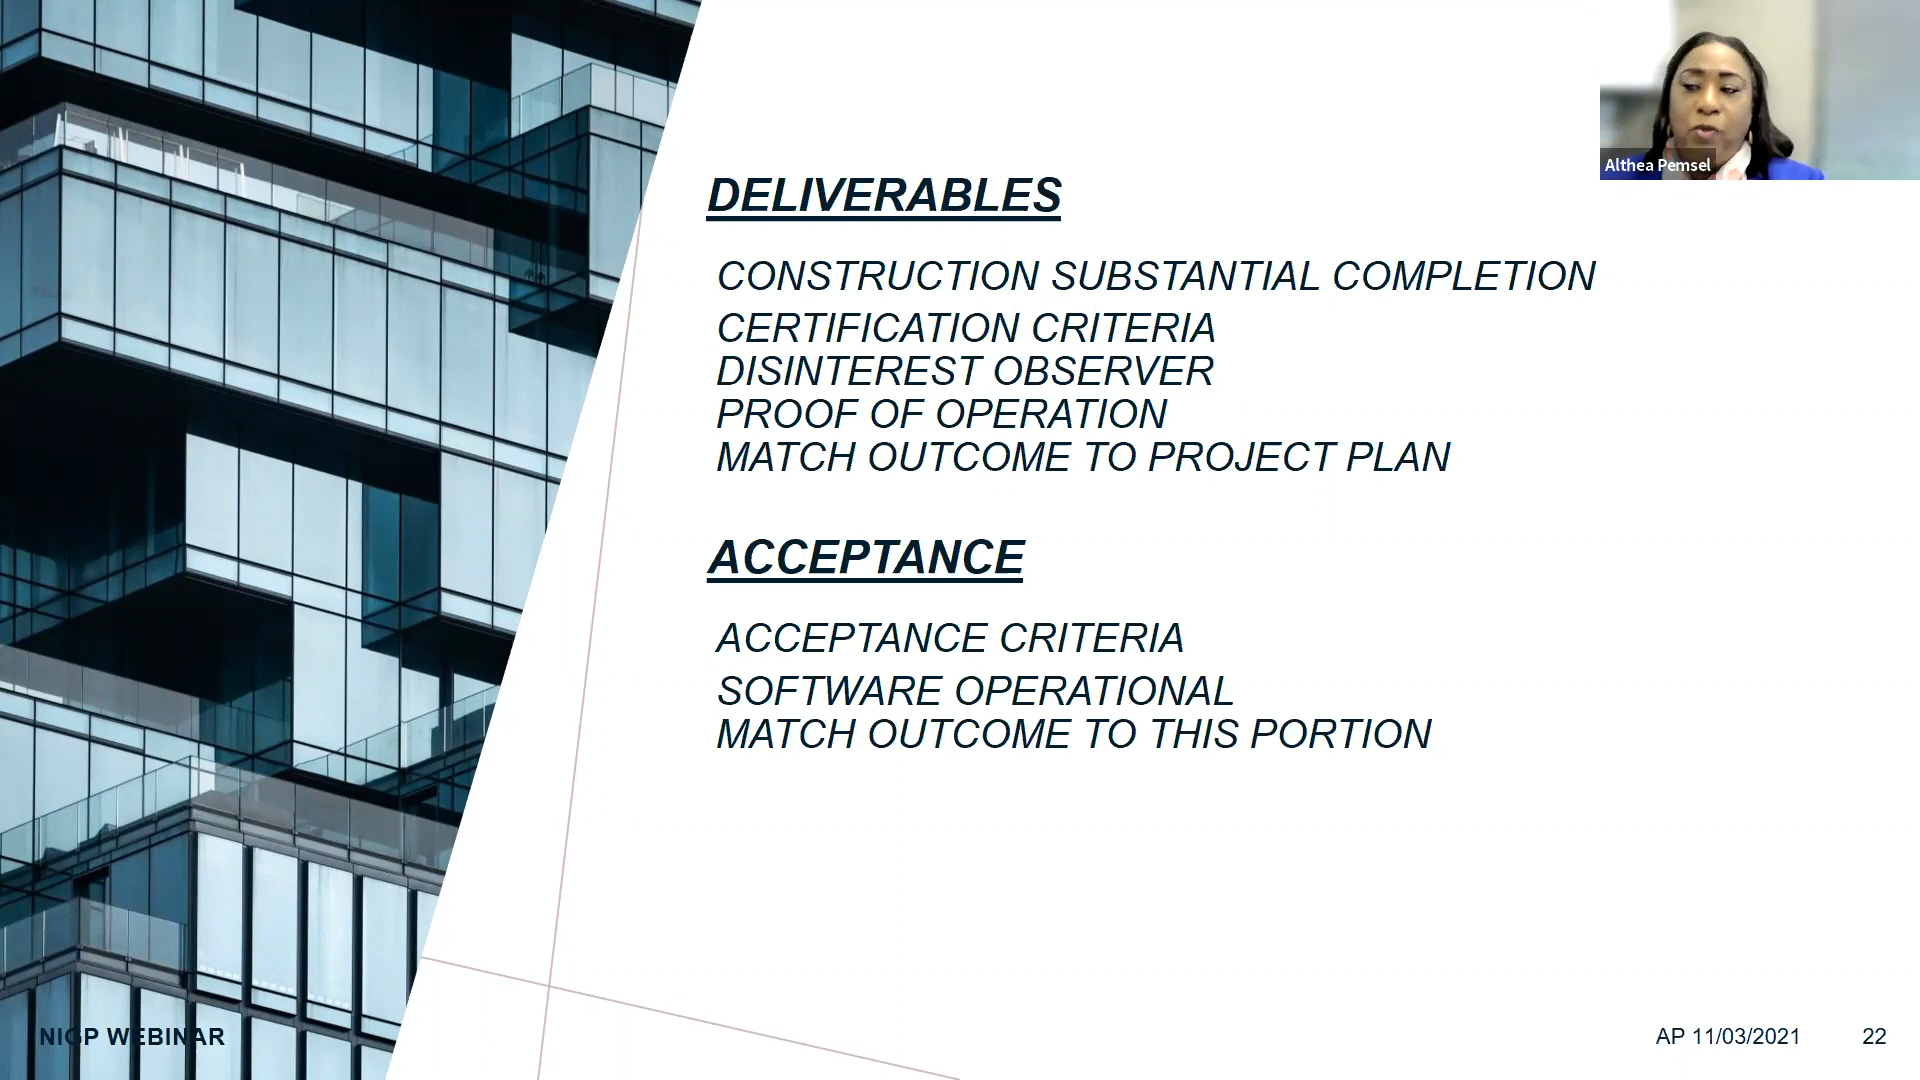 Althea Pemsel
DELIVERABLES
CONSTRUCTION SUBSTANTIAL COMPLETION
CERTIFICATION CRITERIA
DISINTEREST OBSERVER
PROOF OF OPERATION
MATCH OUTCOME TO PROJECT PLAN
ACCEPTANCE
ACCEPTANCE CRITERIA
SOFTWARE OPERATIONAL
MATCH OUTCOME TO THIS PORTION
NIGP WEBINAR
AP 11/03/2021
22